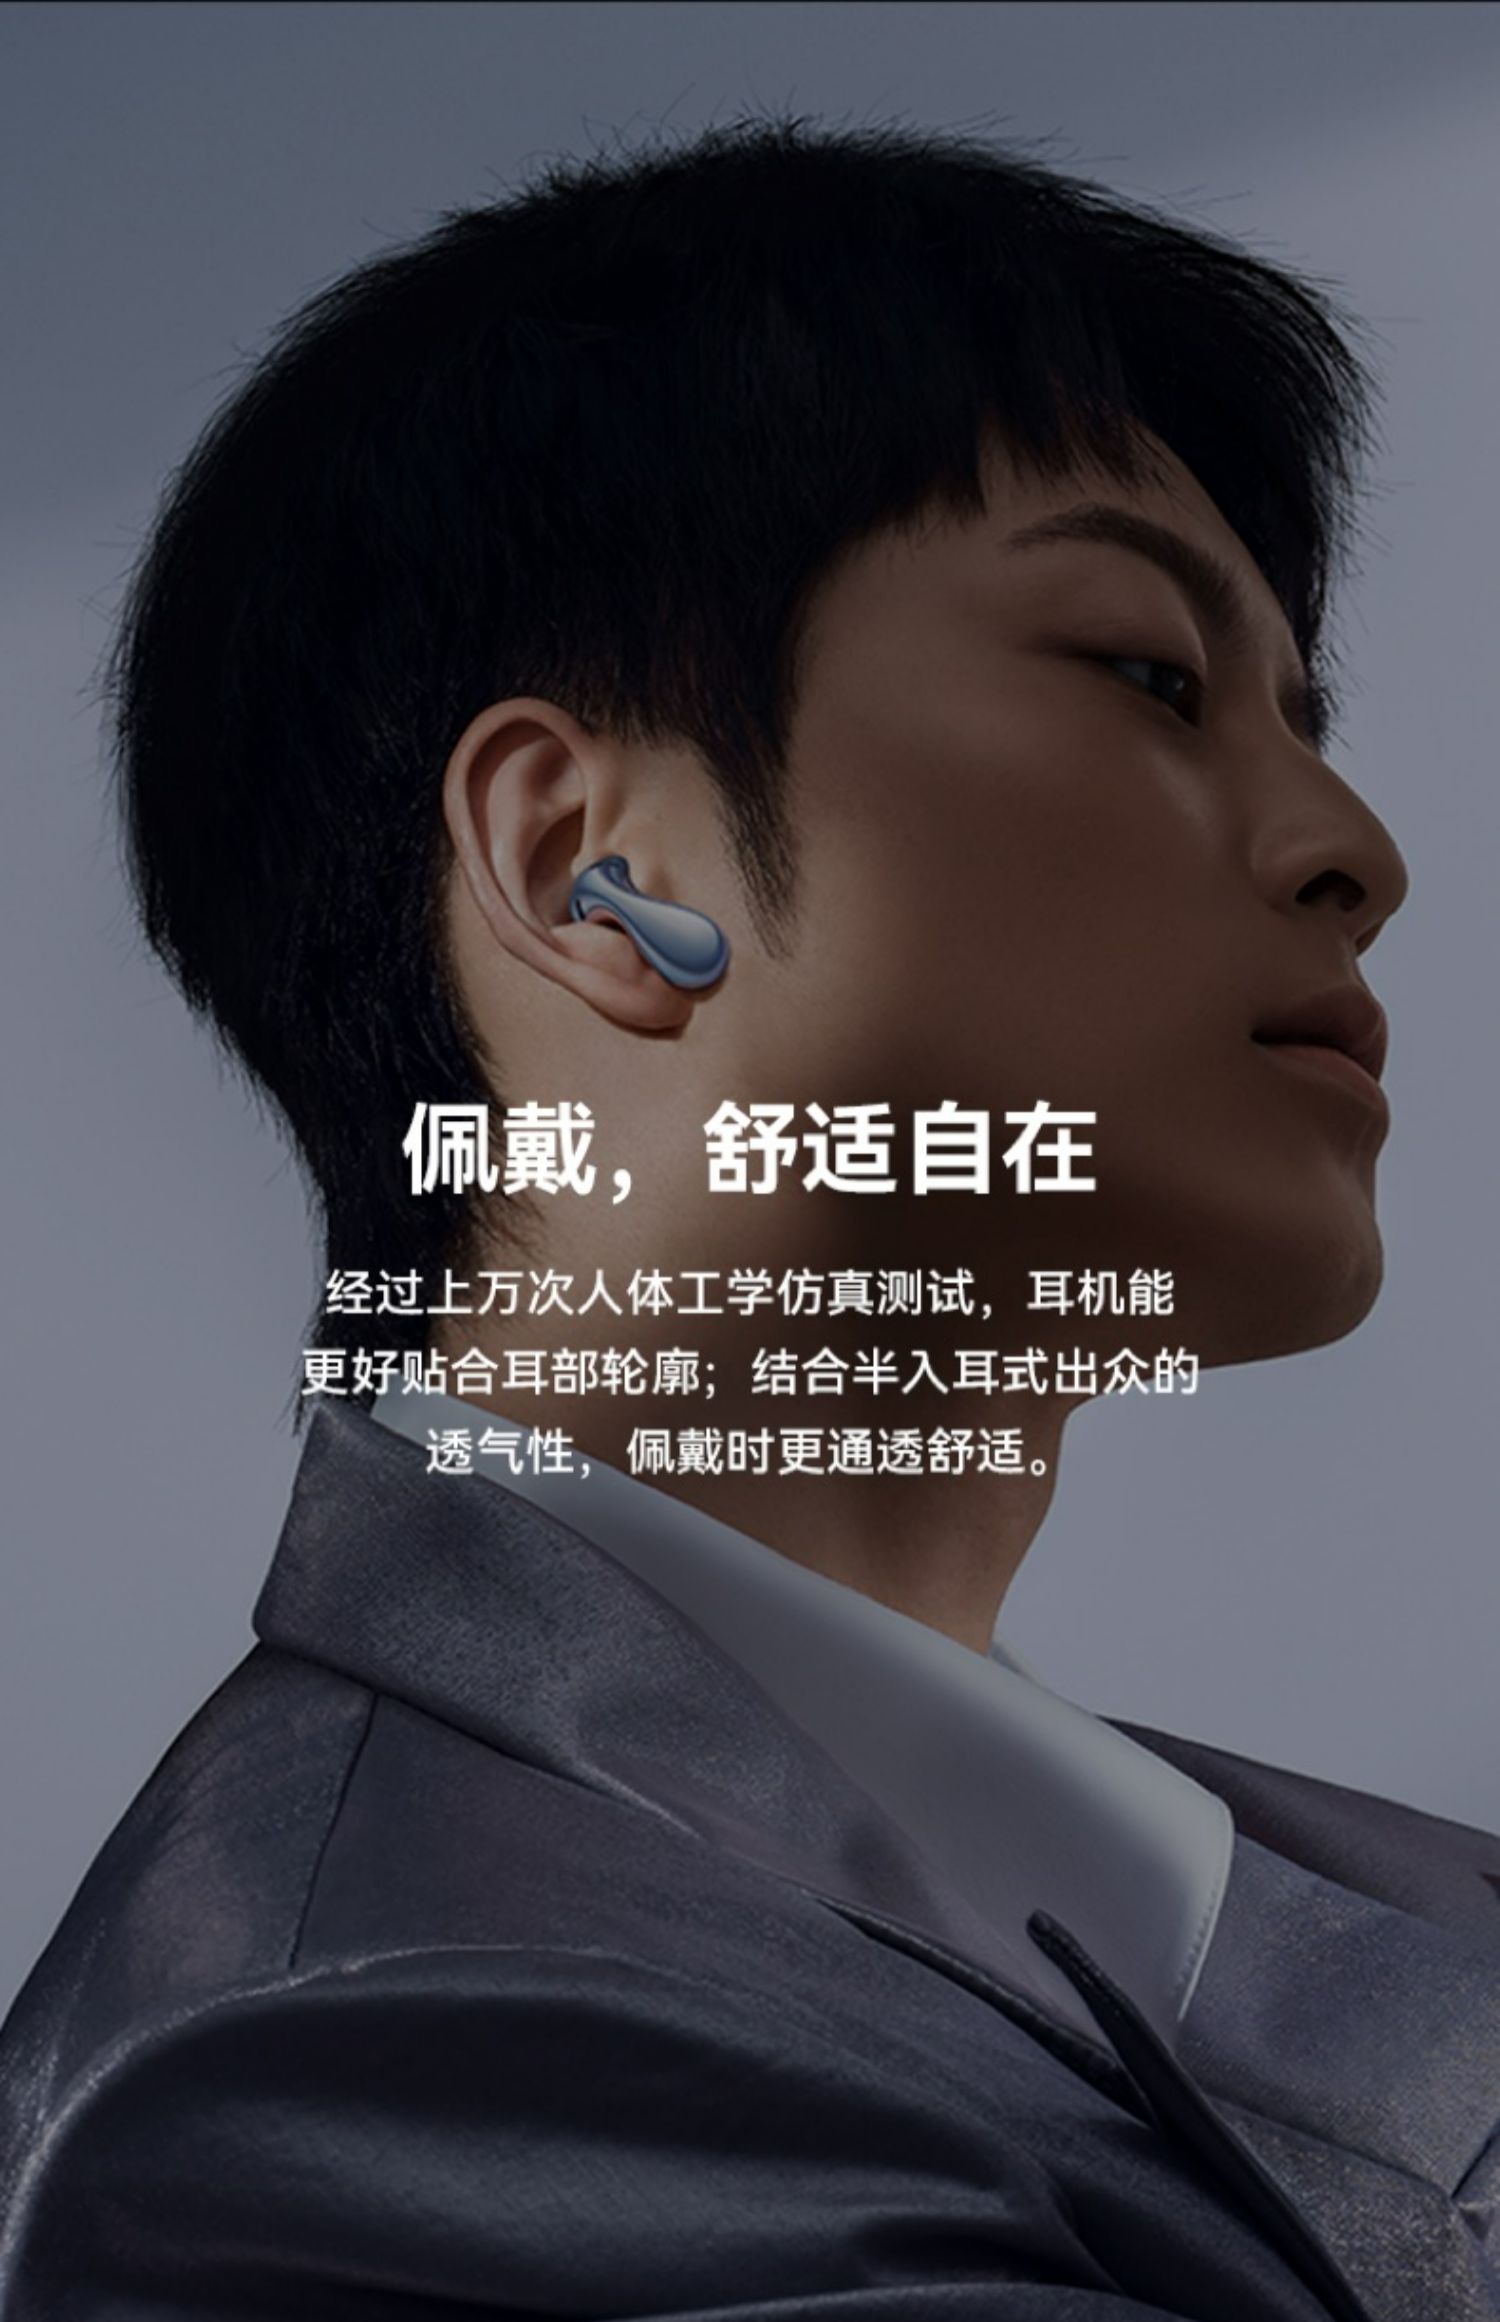 佩戴，舒适自在
经过上万次人体工学仿真测试，耳机能
更好贴合耳部轮廓；结合半入耳式出众的
透气性，佩戴时更通透舒适。